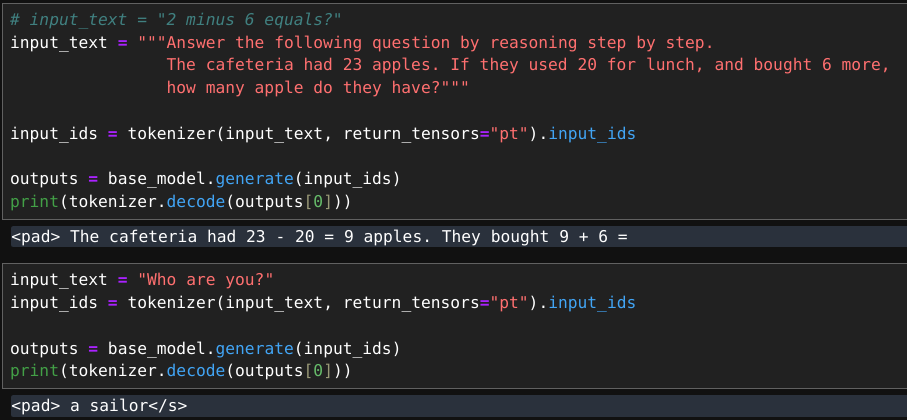 # input_text = "2 minus 6 equals?"
input_text = """Answer the following question by reasoning step by step.
The cafeteria had 23 apples. If they used 20 for lunch, and bought 6 more,
how many apple do they have?"""
input_ids = tokenizer(input_text, return_tensors="pt").input_ids
outputs = base_model.generate(input_ids)
print(tokenizer.decode(outputs[0]))
<pad> The cafeteria had 23 - 20 = 9 apples. They bought 9 + 6 =
input_text = "Who are you?"
input_ids = tokenizer(input_text, return_tensors="pt").input_ids
outputs = base_model.generate(input_ids)
print(tokenizer.decode(outputs[0]))
<pad> a sailor</s>